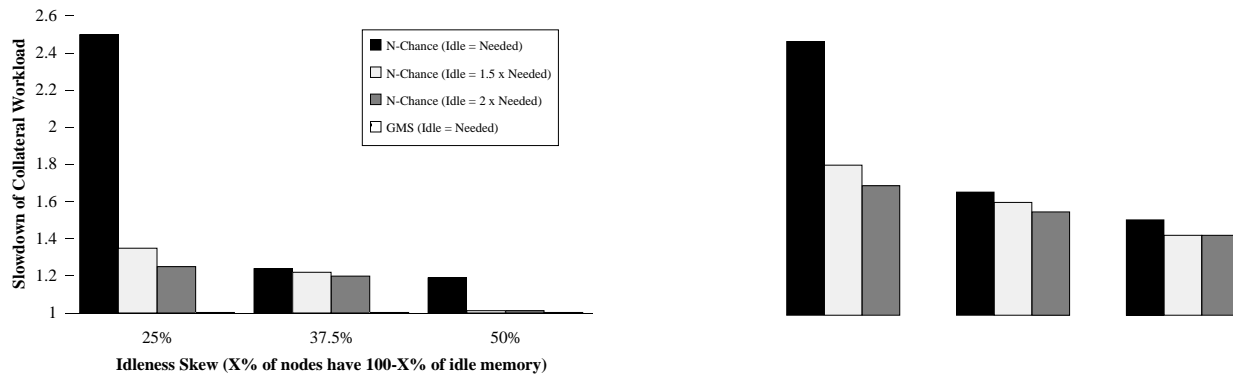 2.6
2.4
2.2
2
1.8
1.6
1.4
1.2
1
Slowdown of Collateral Workload
N-Chance (Idle = Needed)
N-Chance (Idle = 1.5 x Needed)
N-Chance (Idle = 2 x Needed)
GMS (Idle = Needed)
25%
37.5%
50%
Idleness Skew (X% of nodes have 100-X% of idle memory)